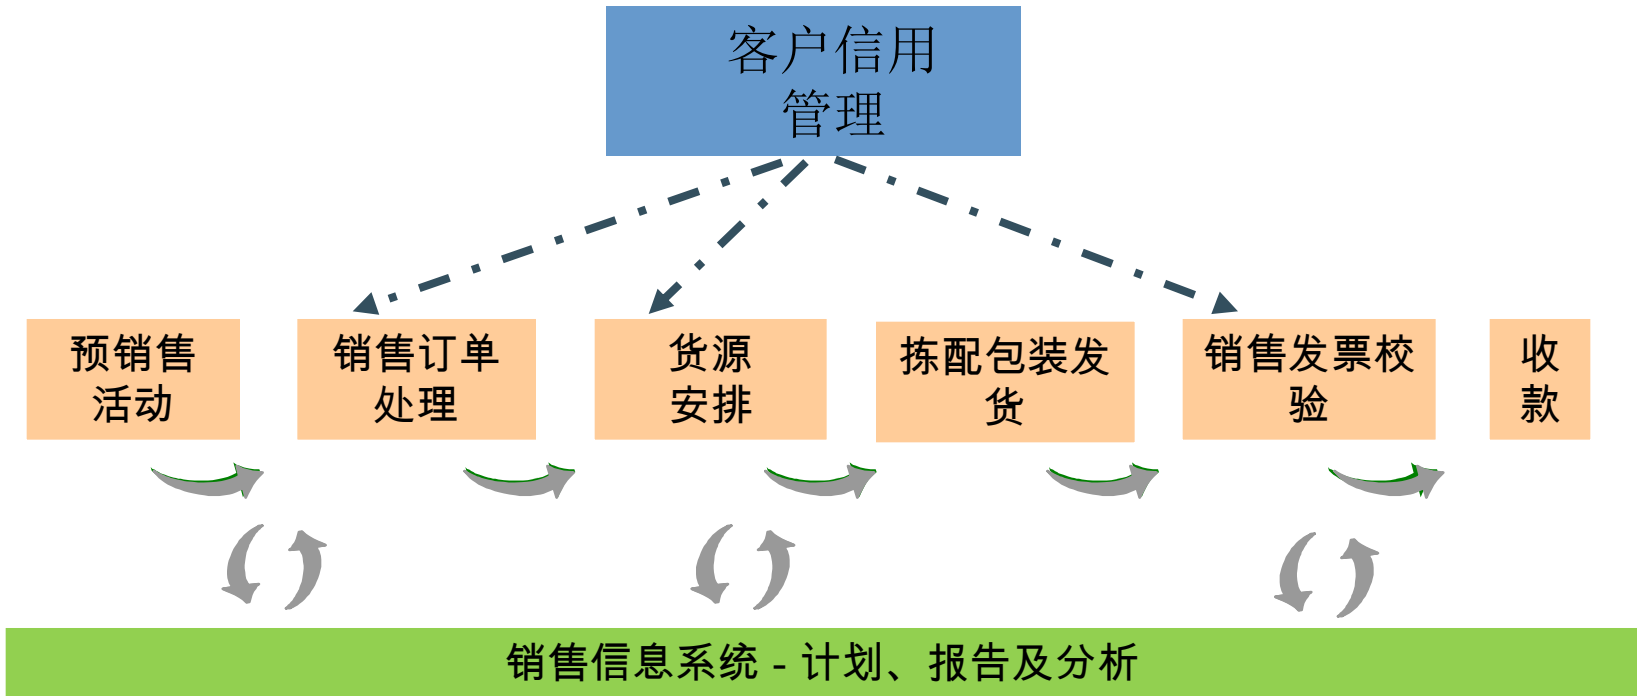 客户信用
管理
预销售
活动
销售订单
处理
货源
安排
拣配包装发
货
销售发票校
验
收
款
销售信息系统 - 计划、报告及分析